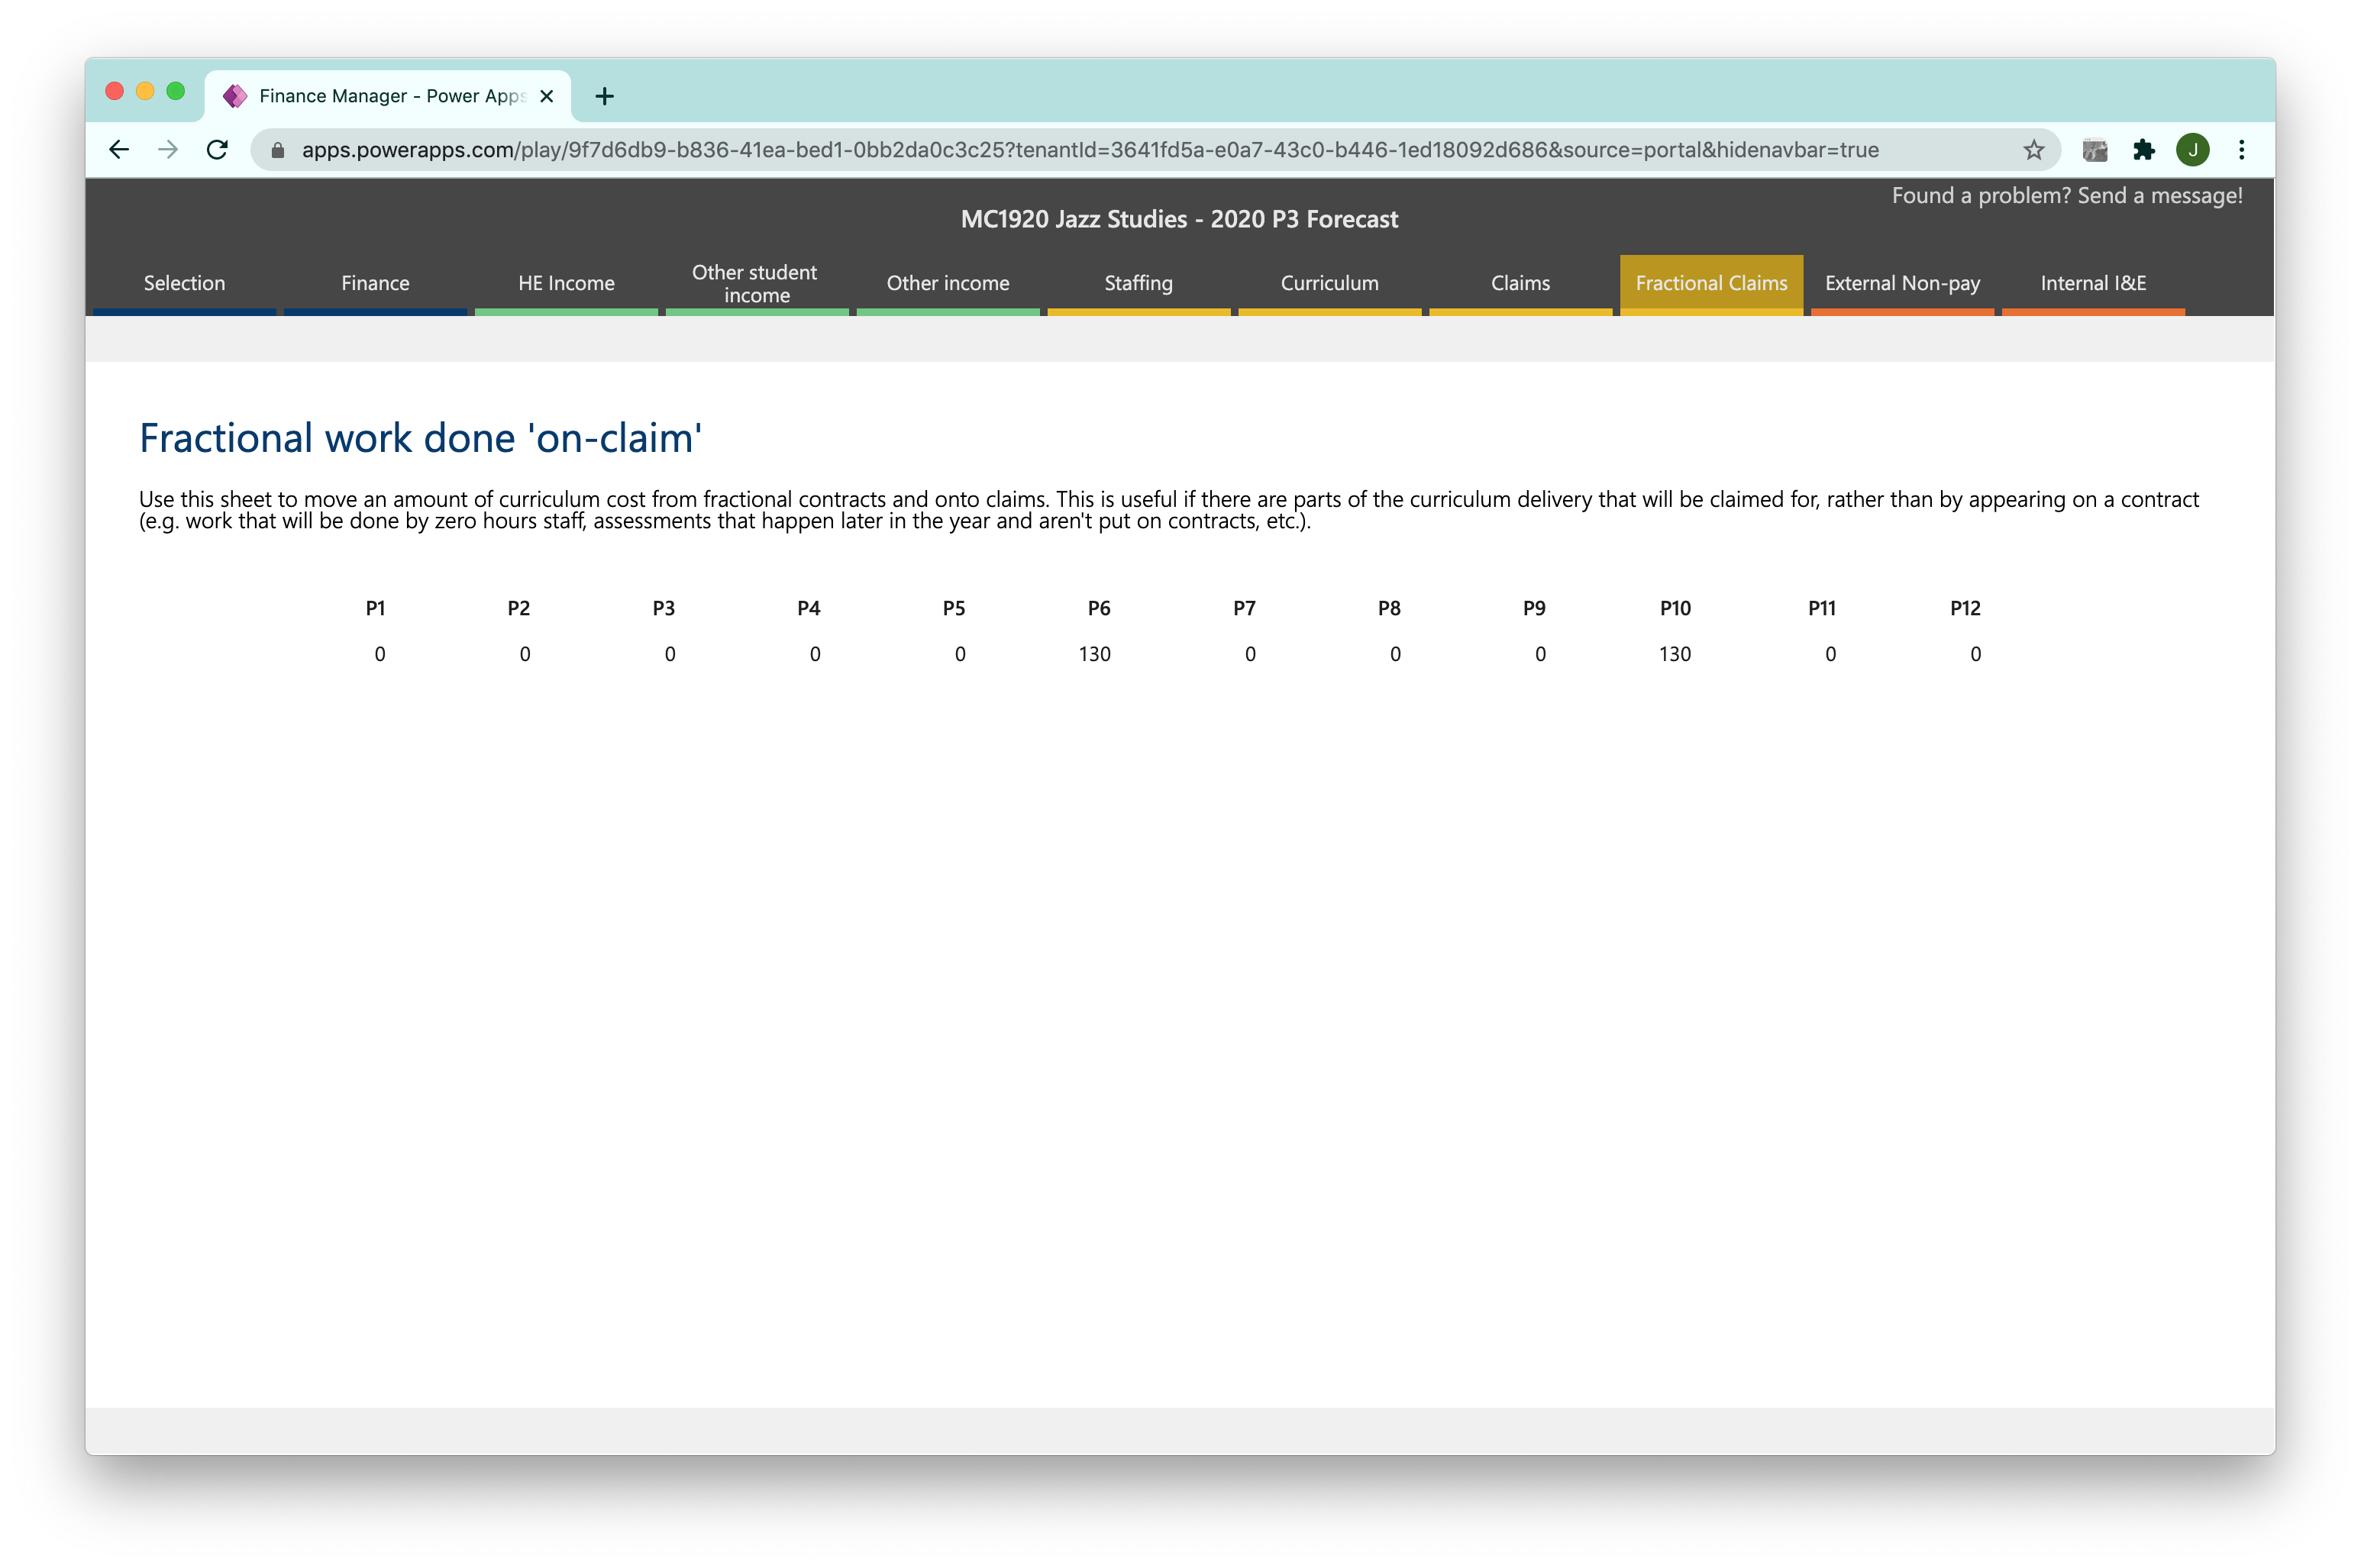 Finance Manager - Power Apps
apps.powerapps.com/play/9f7d6db9-b836-41ea-bed1-0bb2da0c3c25?tenantId=3641fd5a-e0a7-43c0-b446-1ed18092d686&source=portal&hidenavbar=true
J
Found a problem? Send a message!
MC1920 Jazz Studies - 2020 P3 Forecast
Selection Finance HE Income Other student income Other income Staffing Curriculum Claims Fractional Claims External Non-pay Internal I&E
Fractional work done 'on-claim'
Use this sheet to move an amount of curriculum cost from fractional contracts and onto claims. This is useful if there are parts of the curriculum delivery that will be claimed for, rather than by appearing on a contract
(e.g. work that will be done by zero hours staff, assessments that happen later in the year and aren't put on contracts, etc.).
P1 P2 P3 P4 P5 P6 P7 P8 P9 P10 P11 P12
0 0 0 0 0 130 0 0 0 130 0 0